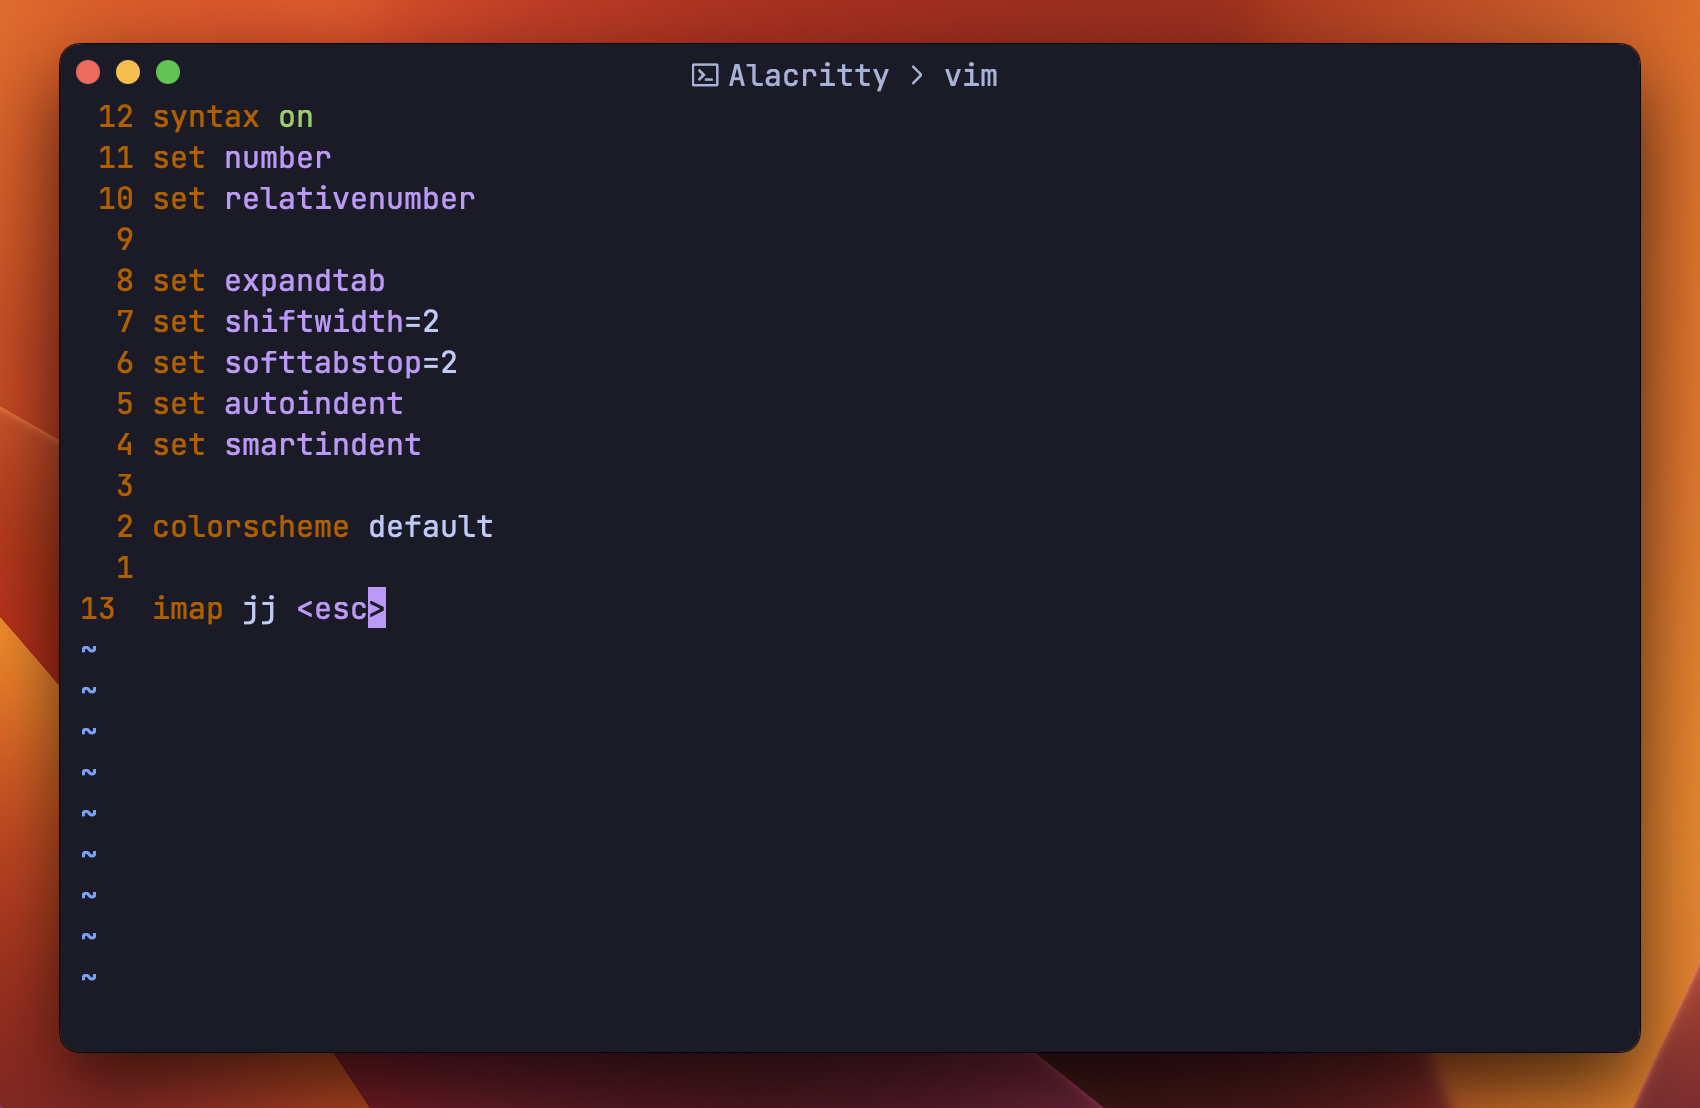 Alacritty > vim
12 syntax on
11 set number
10 set relativenumber
9
8 set expandtab
7 set shiftwidth=2
6 set softtabstop=2
5 set autoindent
4 set smartindent
3
2 colorscheme default
1
13 imap jj <esc>
~
~
~
~
~
~
~
~
~